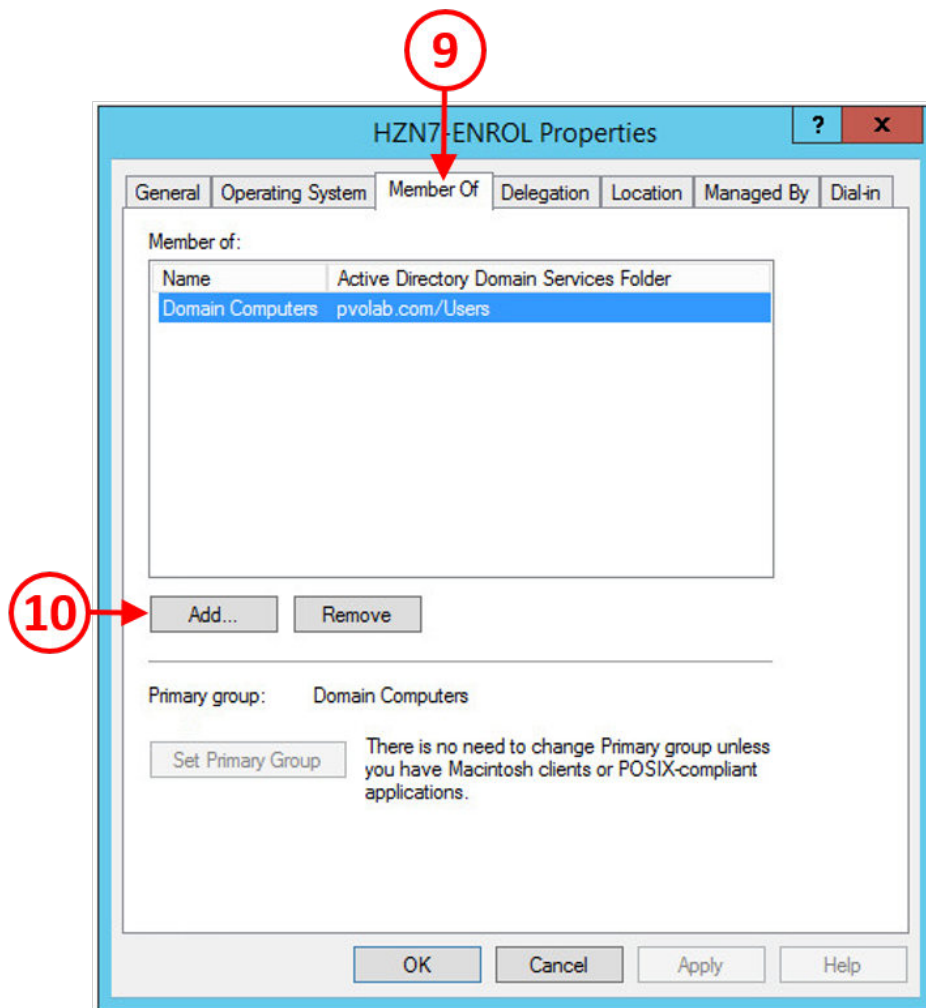 9
HZN7-ENROL Properties
?
x
General
Operating System
Member Of
Delegation
Location
Managed By
Dial-in
Member of:
Name Active Directory Domain Services Folder
Domain Computers pvolab.com/Users
10
Add...
Remove
Primary group: Domain Computers
Set Primary Group
There is no need to change Primary group unless
you have Macintosh clients or POSIX-compliant
applications.
OK
Cancel
Apply
Help